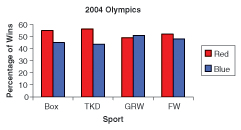 2004 Olympics
Percentage of Wins
60
50
40
30
20
10
0
Box TKD GRW FW
Sport
Red
Blue